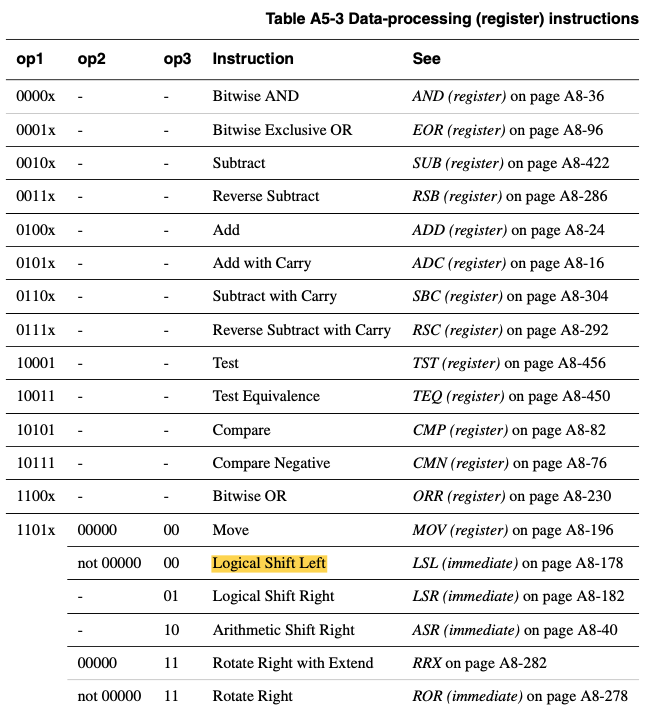 Table A5-3 Data-processing (register) instructions
op1 op2 op3 Instruction See
0000x - - Bitwise AND AND (register) on page A8-36
0001x - - Bitwise Exclusive OR EOR (register) on page A8-96
0010x - - Subtract SUB (register) on page A8-422
0011x - - Reverse Subtract RSB (register) on page A8-286
0100x - - Add ADD (register) on page A8-24
0101x - - Add with Carry ADC (register) on page A8-16
0110x - - Subtract with Carry SBC (register) on page A8-304
0111x - - Reverse Subtract with Carry RSC (register) on page A8-292
10001 - - Test TST (register) on page A8-456
10011 - - Test Equivalence TEQ (register) on page A8-450
10101 - - Compare CMP (register) on page A8-82
10111 - - Compare Negative CMN (register) on page A8-76
1100x - - Bitwise OR ORR (register) on page A8-230
1101x 00000 00 Move MOV (register) on page A8-196
not 00000 00 Logical Shift Left LSL (immediate) on page A8-178
- 01 Logical Shift Right LSR (immediate) on page A8-182
- 10 Arithmetic Shift Right ASR (immediate) on page A8-40
00000 11 Rotate Right with Extend RRX on page A8-282
not 00000 11 Rotate Right ROR (immediate) on page A8-278